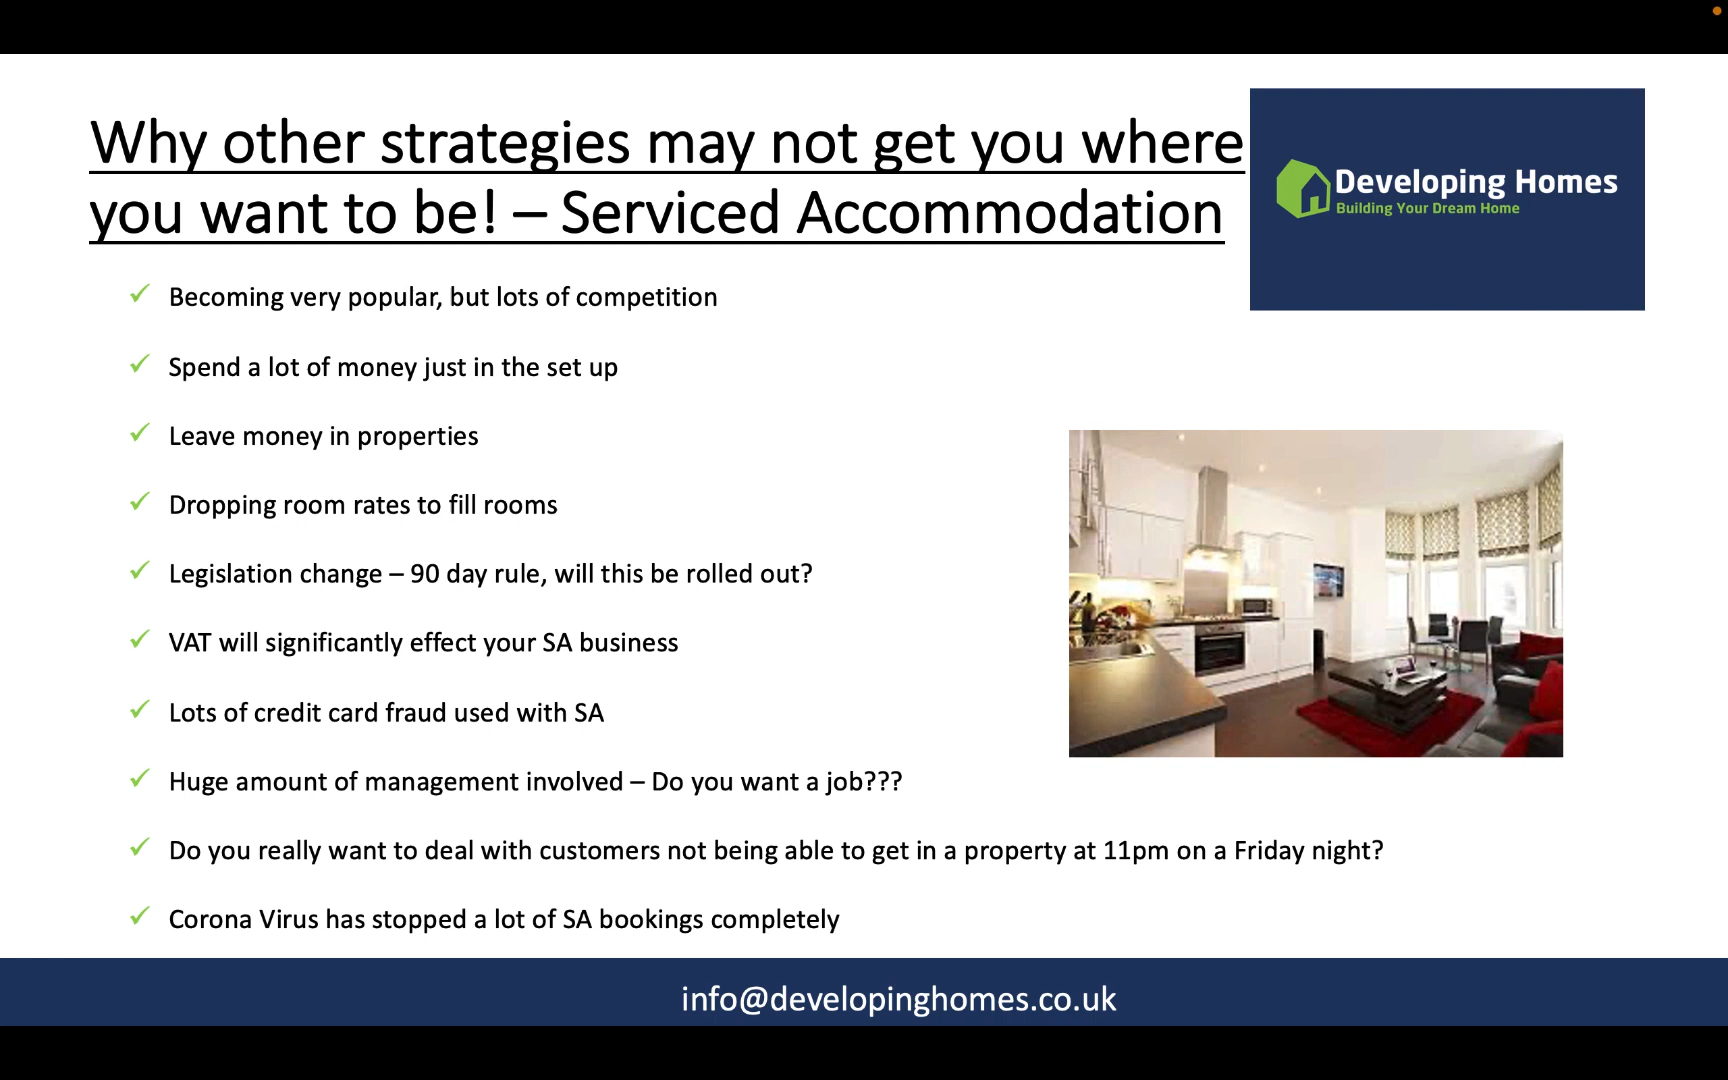 Why other strategies may not get you where
you want to be! – Serviced Accommodation
Developing Homes
Building Your Dream Home
✓ Becoming very popular, but lots of competition
✓ Spend a lot of money just in the set up
✓ Leave money in properties
✓ Dropping room rates to fill rooms
✓ Legislation change – 90 day rule, will this be rolled out?
✓ VAT will significantly effect your SA business
✓ Lots of credit card fraud used with SA
✓ Huge amount of management involved – Do you want a job???
✓ Do you really want to deal with customers not being able to get in a property at 11pm on a Friday night?
✓ Corona Virus has stopped a lot of SA bookings completely
info@developinghomes.co.uk